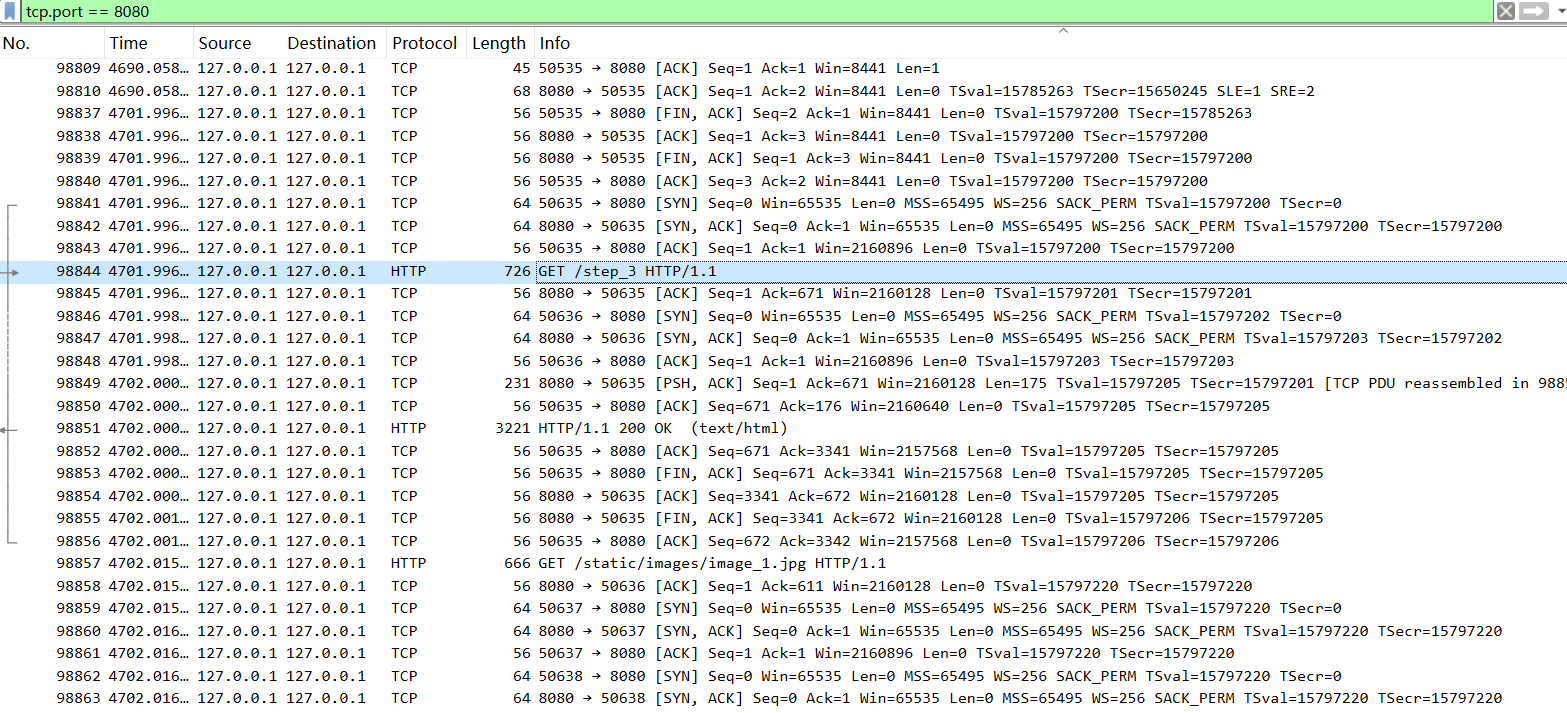 tcp.port == 8080
No. Time Source Destination Protocol Length Info
98809 4690.058… 127.0.0.1 127.0.0.1 TCP 45 50535 → 8080 [ACK] Seq=1 Ack=1 Win=8441 Len=1
98810 4690.058… 127.0.0.1 127.0.0.1 TCP 68 8080 → 50535 [ACK] Seq=1 Ack=2 Win=8441 Len=0 TSval=15785263 TSecr=15650245 SLE=1 SRE=2
98837 4701.996… 127.0.0.1 127.0.0.1 TCP 56 50535 → 8080 [FIN, ACK] Seq=2 Ack=1 Win=8441 Len=0 TSval=15797200 TSecr=15785263
98838 4701.996… 127.0.0.1 127.0.0.1 TCP 56 8080 → 50535 [ACK] Seq=1 Ack=3 Win=8441 Len=0 TSval=15797200 TSecr=15797200
98839 4701.996… 127.0.0.1 127.0.0.1 TCP 56 8080 → 50535 [FIN, ACK] Seq=1 Ack=3 Win=8441 Len=0 TSval=15797200 TSecr=15797200
98840 4701.996… 127.0.0.1 127.0.0.1 TCP 56 50535 → 8080 [ACK] Seq=3 Ack=2 Win=8441 Len=0 TSval=15797200 TSecr=15797200
98841 4701.996… 127.0.0.1 127.0.0.1 TCP 64 50635 → 8080 [SYN] Seq=0 Win=65535 Len=0 MSS=65495 WS=256 SACK_PERM TSval=15797200 TSecr=0
98842 4701.996… 127.0.0.1 127.0.0.1 TCP 64 8080 → 50635 [SYN, ACK] Seq=0 Ack=1 Win=65535 Len=0 MSS=65495 WS=256 SACK_PERM TSval=15797200 TSecr=15797200
98843 4701.996… 127.0.0.1 127.0.0.1 TCP 56 50635 → 8080 [ACK] Seq=1 Ack=1 Win=2160896 Len=0 TSval=15797200 TSecr=15797200
98844 4701.996… 127.0.0.1 127.0.0.1 HTTP 726 GET /step_3 HTTP/1.1
98845 4701.996… 127.0.0.1 127.0.0.1 TCP 56 8080 → 50635 [ACK] Seq=1 Ack=671 Win=2160128 Len=0 TSval=15797201 TSecr=15797201
98846 4701.998… 127.0.0.1 127.0.0.1 TCP 64 50636 → 8080 [SYN] Seq=0 Win=65535 Len=0 MSS=65495 WS=256 SACK_PERM TSval=15797202 TSecr=0
98847 4701.998… 127.0.0.1 127.0.0.1 TCP 64 8080 → 50636 [SYN, ACK] Seq=0 Ack=1 Win=65535 Len=0 MSS=65495 WS=256 SACK_PERM TSval=15797203 TSecr=15797202
98848 4701.998… 127.0.0.1 127.0.0.1 TCP 56 50636 → 8080 [ACK] Seq=1 Ack=1 Win=2160896 Len=0 TSval=15797203 TSecr=15797203
98849 4702.000… 127.0.0.1 127.0.0.1 TCP 231 8080 → 50635 [PSH, ACK] Seq=1 Ack=671 Win=2160128 Len=175 TSval=15797205 TSecr=15797201 [TCP PDU reassembled in
98850 4702.000… 127.0.0.1 127.0.0.1 TCP 56 50635 → 8080 [ACK] Seq=671 Ack=176 Win=2160640 Len=0 TSval=15797205 TSecr=15797205
98851 4702.000… 127.0.0.1 127.0.0.1 HTTP 3221 HTTP/1.1 200 OK  (text/html)
98852 4702.000… 127.0.0.1 127.0.0.1 TCP 56 50635 → 8080 [ACK] Seq=671 Ack=3341 Win=2157568 Len=0 TSval=15797205 TSecr=15797205
98853 4702.000… 127.0.0.1 127.0.0.1 TCP 56 50635 → 8080 [FIN, ACK] Seq=671 Ack=3341 Win=2157568 Len=0 TSval=15797205 TSecr=15797205
98854 4702.000… 127.0.0.1 127.0.0.1 TCP 56 8080 → 50635 [ACK] Seq=3341 Ack=672 Win=2160128 Len=0 TSval=15797205 TSecr=15797205
98855 4702.001… 127.0.0.1 127.0.0.1 TCP 56 8080 → 50635 [FIN, ACK] Seq=3341 Ack=672 Win=2160128 Len=0 TSval=15797206 TSecr=15797205
98856 4702.001… 127.0.0.1 127.0.0.1 TCP 56 50635 → 8080 [ACK] Seq=672 Ack=3342 Win=2157568 Len=0 TSval=15797206 TSecr=15797206
98857 4702.015… 127.0.0.1 127.0.0.1 HTTP 666 GET /static/images/image_1.jpg HTTP/1.1
98858 4702.015… 127.0.0.1 127.0.0.1 TCP 56 8080 → 50636 [ACK] Seq=1 Ack=611 Win=2160128 Len=0 TSval=15797220 TSecr=15797220
98859 4702.015… 127.0.0.1 127.0.0.1 TCP 64 50637 → 8080 [SYN] Seq=0 Win=65535 Len=0 MSS=65495 WS=256 SACK_PERM TSval=15797220 TSecr=0
98860 4702.016… 127.0.0.1 127.0.0.1 TCP 64 8080 → 50637 [SYN, ACK] Seq=0 Ack=1 Win=65535 Len=0 MSS=65495 WS=256 SACK_PERM TSval=15797220 TSecr=15797220
98861 4702.016… 127.0.0.1 127.0.0.1 TCP 56 50637 → 8080 [ACK] Seq=1 Ack=1 Win=2160896 Len=0 TSval=15797220 TSecr=15797220
98862 4702.016… 127.0.0.1 127.0.0.1 TCP 64 50638 → 8080 [SYN] Seq=0 Win=65535 Len=0 MSS=65495 WS=256 SACK_PERM TSval=15797220 TSecr=0
98863 4702.016… 127.0.0.1 127.0.0.1 TCP 64 8080 → 50638 [SYN, ACK] Seq=0 Ack=1 Win=65535 Len=0 MSS=65495 WS=256 SACK_PERM TSval=15797220 TSecr=15797220